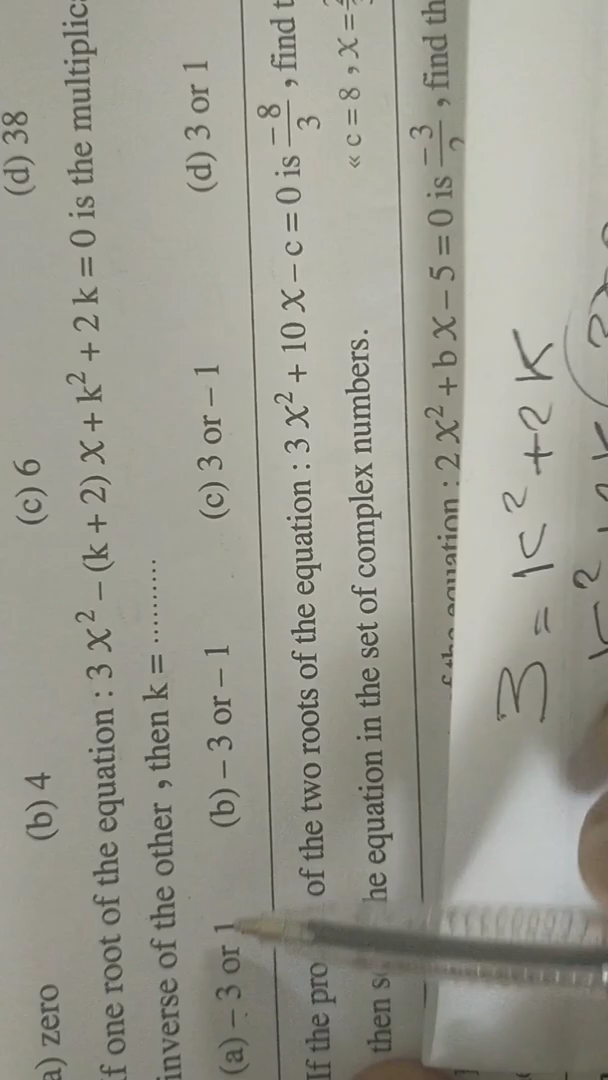 a) zero (b) 4 (c) 6 (d) 38
If one root of the equation : 3 x² – (k + 2) x + k² + 2 k = 0 is the
inverse of the other , then k = ..........
(a) – 3 or 1 (b) – 3 or – 1 (c) 3 or – 1 (d) 3 or 1
If the of the two roots of the equation : 3 x² + 10 x – c = 0 is –8/3 , find
then he equation in the set of complex numbers. « c = 8 , x =
equation : 2 x² + b x – 5 = 0 is –3/2 , find
3 = k² + 2k